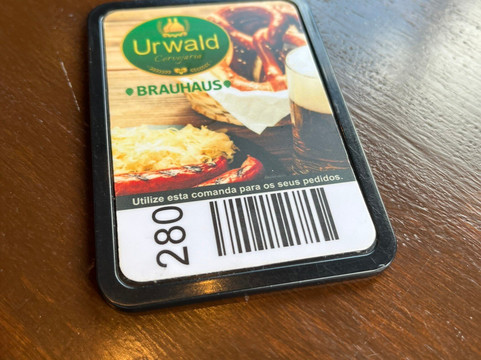 Urwald
Cervejaria
BRAUHAUS
Utilize esta comanda para os seus pedidos.
280